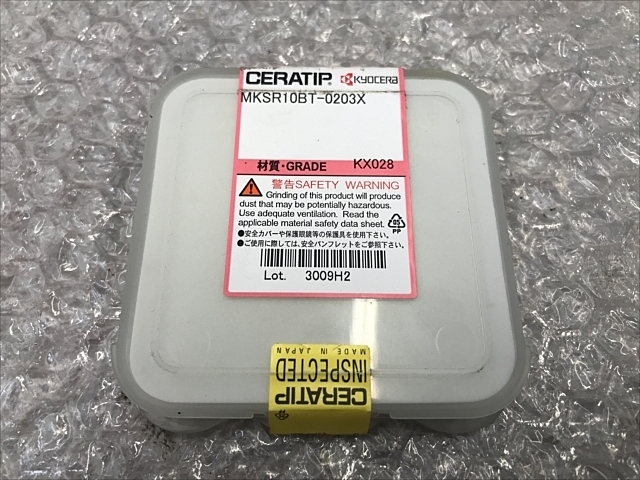 CERATIP® KYOCERA
MKSR10BT-0203X
材質・GRADE KX028
警告SAFETY WARNING
Grinding of this product will produce
dust that may be potentially hazardous.
Use adequate ventilation. Read the
applicable material safety data sheet.
PP
●安全カバーや保護眼鏡等の保護具を使用下さい。
●ご使用に際しては、安全パンフレットをご参照下さい。
Lot. 3009H2
MADE IN JAPAN
INSPECTED
CERATIP